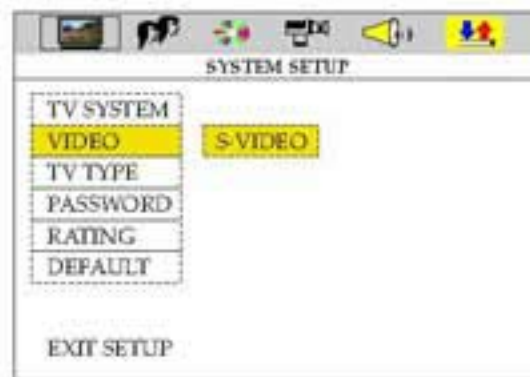 SYSTEM SETUP
TV SYSTEM
VIDEO S-VIDEO
TV TYPE
PASSWORD
RATING
DEFAULT
EXIT SETUP